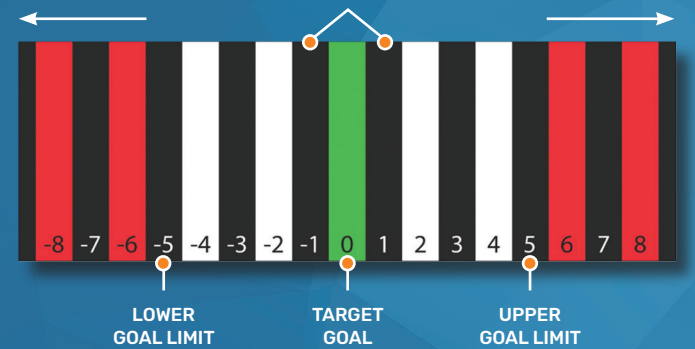 -8 -7 -6 -5 -4 -3 -2 -1 0 1 2 3 4 5 6 7 8
LOWER
GOAL LIMIT
TARGET
GOAL
UPPER
GOAL LIMIT